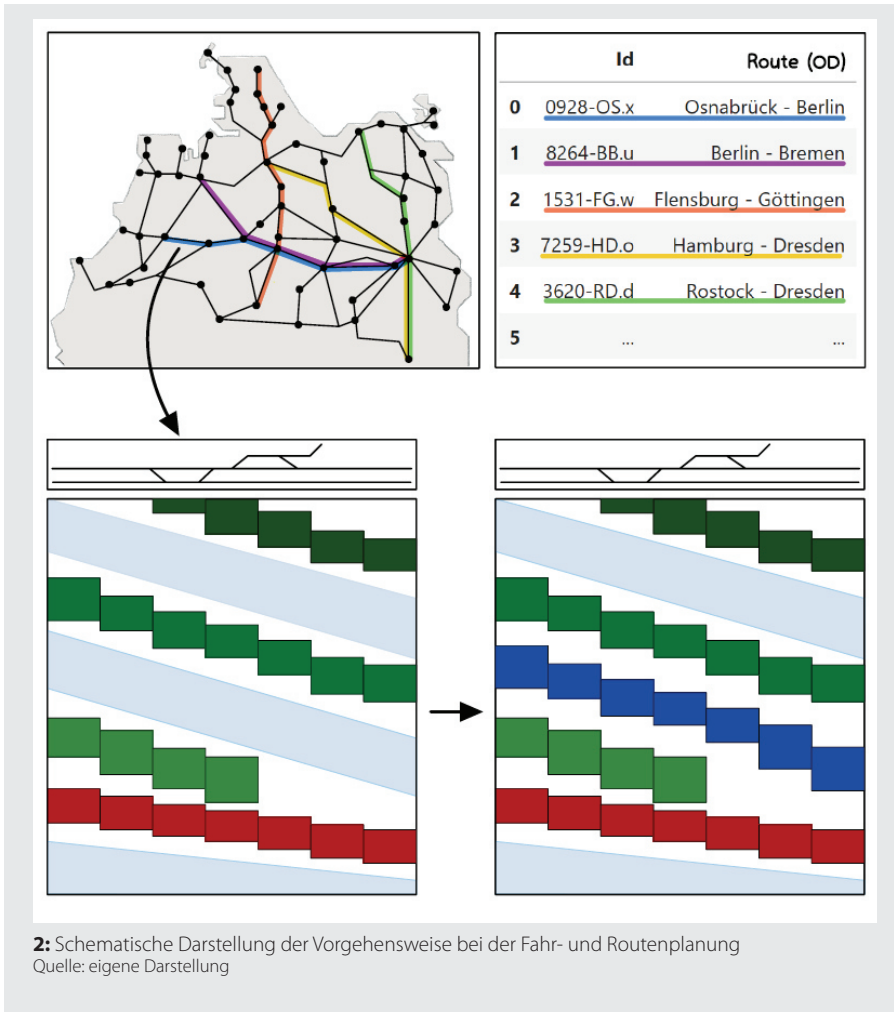 Id Route (OD)
0 0928-OS.x Osnabrück - Berlin
1 8264-BB.u Berlin - Bremen
2 1531-FG.w Flensburg - Göttingen
3 7259-HD.o Hamburg - Dresden
4 3620-RD.d Rostock - Dresden
5 ... ...
2: Schematische Darstellung der Vorgehensweise bei der Fahr- und Routenplanung
Quelle: eigene Darstellung